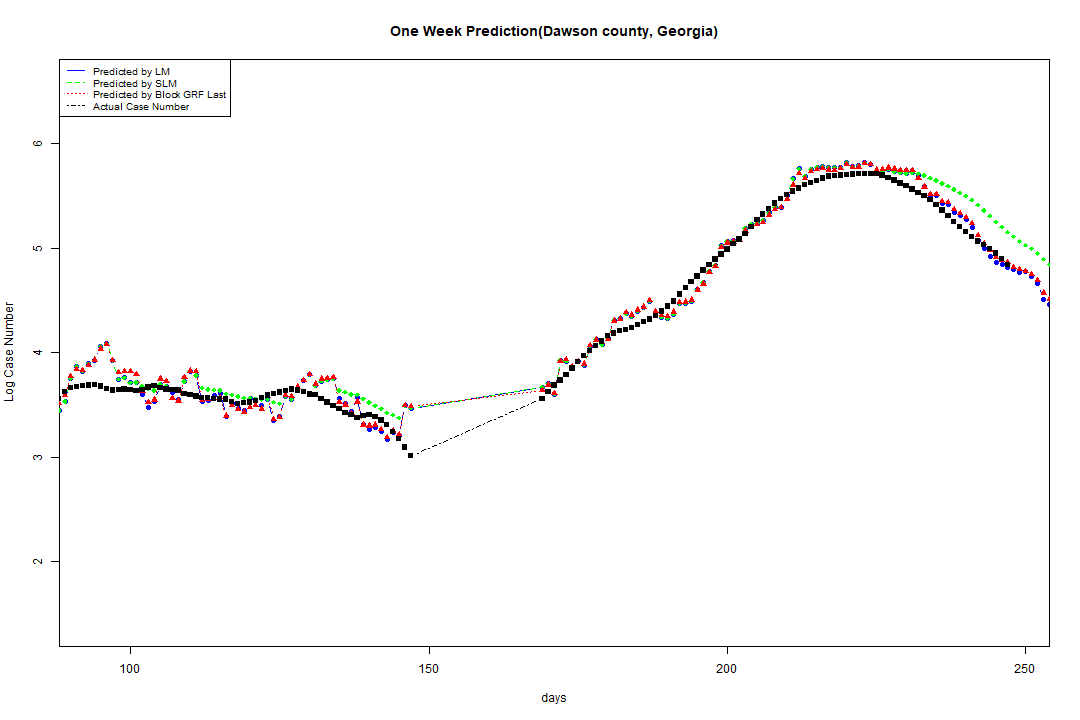 One Week Prediction(Dawson county, Georgia)
Predicted by LM
Predicted by SLM
Predicted by Block GRF Last
Actual Case Number
6
5
4
3
2
Log Case Number
100 150 200 250
days